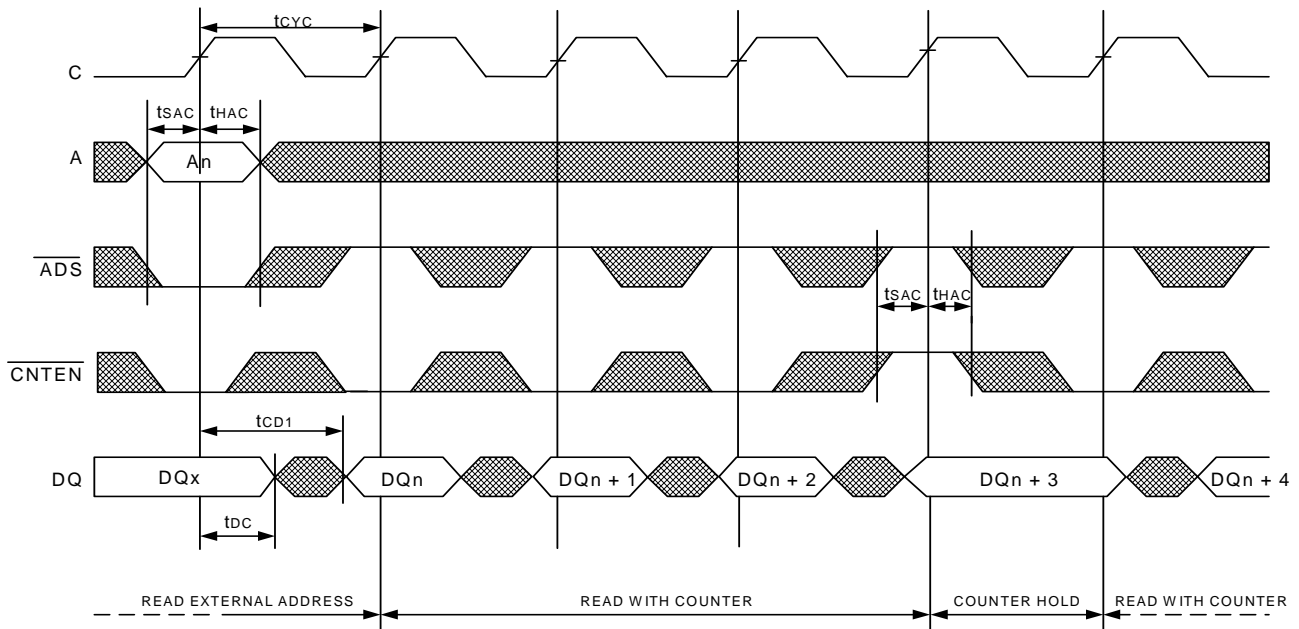 tCYC
C
tSAC tHAC
A An
ADS
tSAC tHAC
CNTEN
tCD1
DQ DQx DQn DQn + 1 DQn + 2 DQn + 3 DQn + 4
tDC
READ EXTERNAL ADDRESS READ WITH COUNTER COUNTER HOLD READ WITH COUNTER